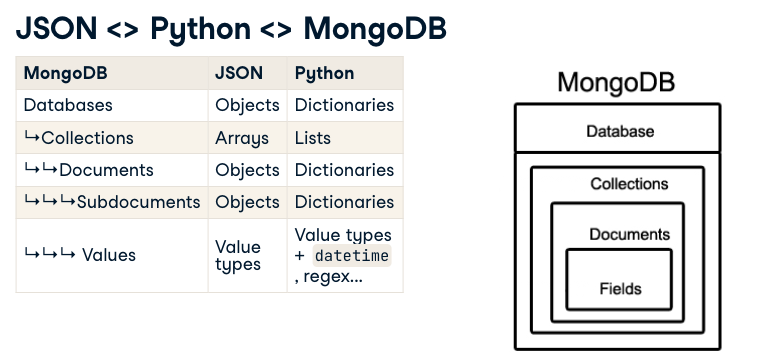 JSON <> Python <> MongoDB
MongoDB JSON Python
Databases Objects Dictionaries
↳Collections Arrays Lists
↳↳Documents Objects Dictionaries
↳↳↳Subdocuments Objects Dictionaries
↳↳↳ Values Value types Value types + datetime , regex...
MongoDB
Database
Collections
Documents
Fields